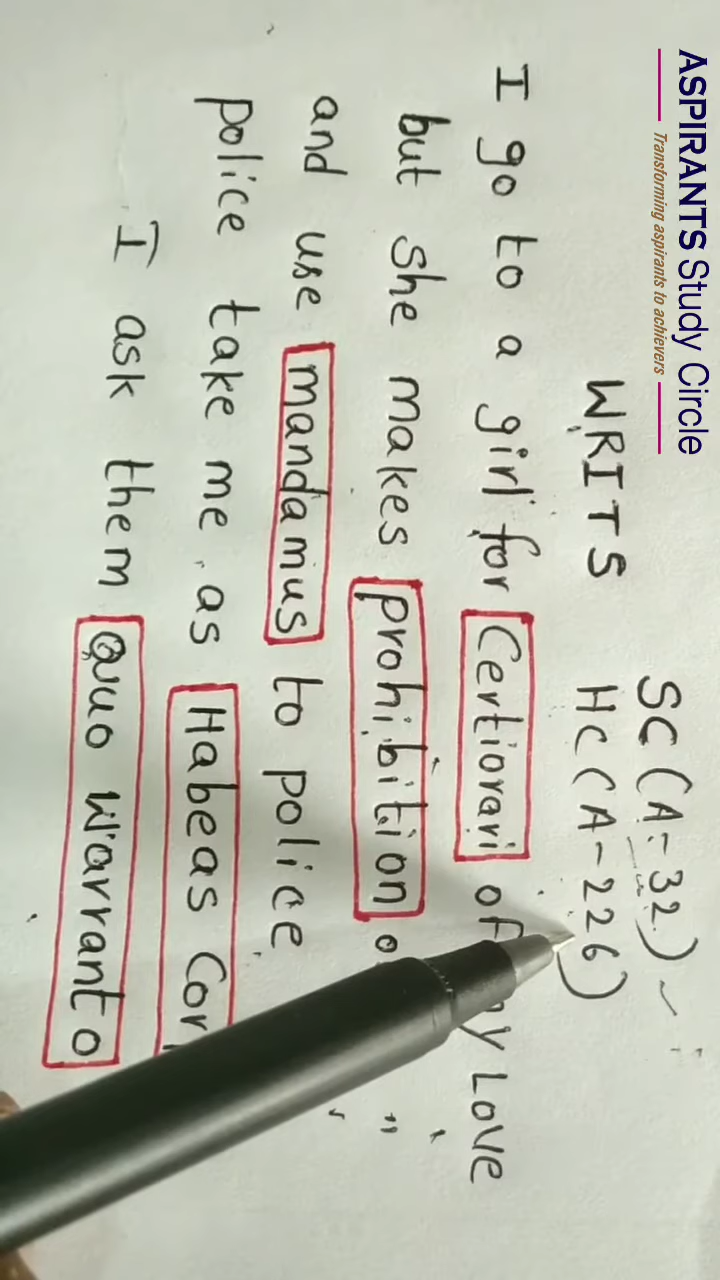 ASPIRANTS Study Circle
Transforming aspirants to achievers
SC (A-32)
WRITS HC (A-226)
I go to a girl for Certiorari of Love
but she makes prohibition
and use mandamus to police
police take me as Habeas
I ask them Quo Warranto